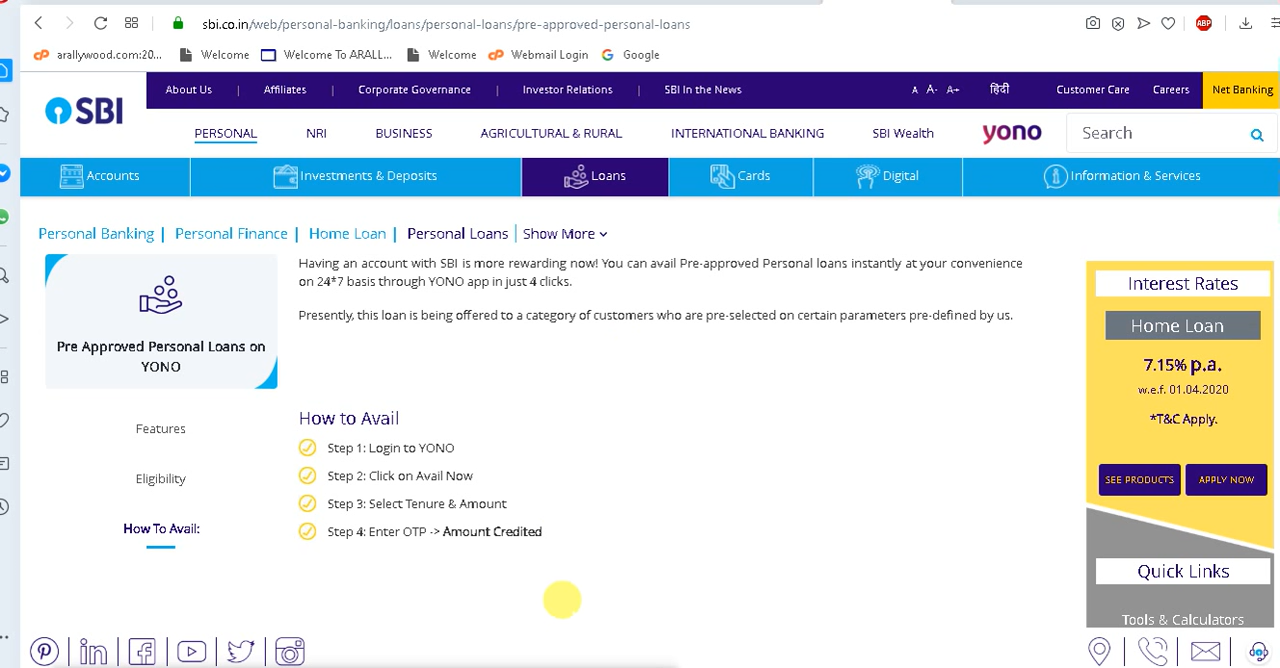 sbi.co.in/web/personal-banking/loans/personal-loans/pre-approved-personal-loans
ABP
arallywood.com:20... Welcome Welcome To ARALL... Welcome Webmail Login Google
About Us | Affiliates | Corporate Governance | Investor Relations | SBI In the News A A- A+ हिंदी Customer Care Careers Net Banking
SBI
PERSONAL NRI BUSINESS AGRICULTURAL & RURAL INTERNATIONAL BANKING SBI Wealth yono Search
Accounts Investments & Deposits Loans Cards Digital Information & Services
Personal Banking | Personal Finance | Home Loan | Personal Loans | Show More
Having an account with SBI is more rewarding now! You can avail Pre-approved Personal loans instantly at your convenience
on 24*7 basis through YONO app in just 4 clicks.
Presently, this loan is being offered to a category of customers who are pre-selected on certain parameters pre-defined by us.
Pre Approved Personal Loans on
YONO
Features
Eligibility
How To Avail:
How to Avail
Step 1: Login to YONO
Step 2: Click on Avail Now
Step 3: Select Tenure & Amount
Step 4: Enter OTP -> Amount Credited
Interest Rates
Home Loan
7.15% p.a.
w.e.f. 01.04.2020
*T&C Apply.
SEE PRODUCTS APPLY NOW
Quick Links
Tools & Calculators